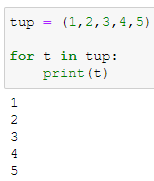 tup = (1,2,3,4,5)
for t in tup:
    print(t)
1
2
3
4
5